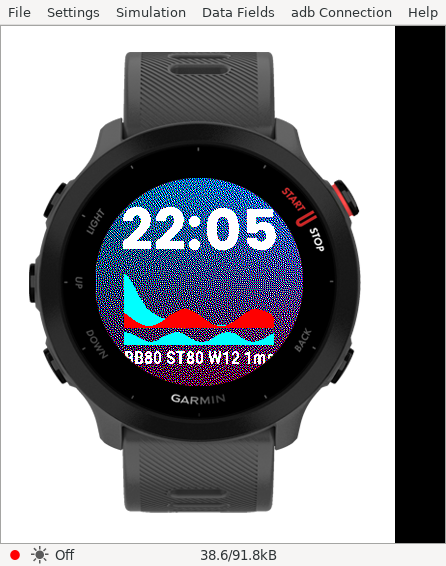 File Settings Simulation Data Fields adb Connection Help
LIGHT
START
STOP
22:05
UP
DOWN
BACK
BB80 ST80 W12 1ms
GARMIN
Off 38.6/91.8kB